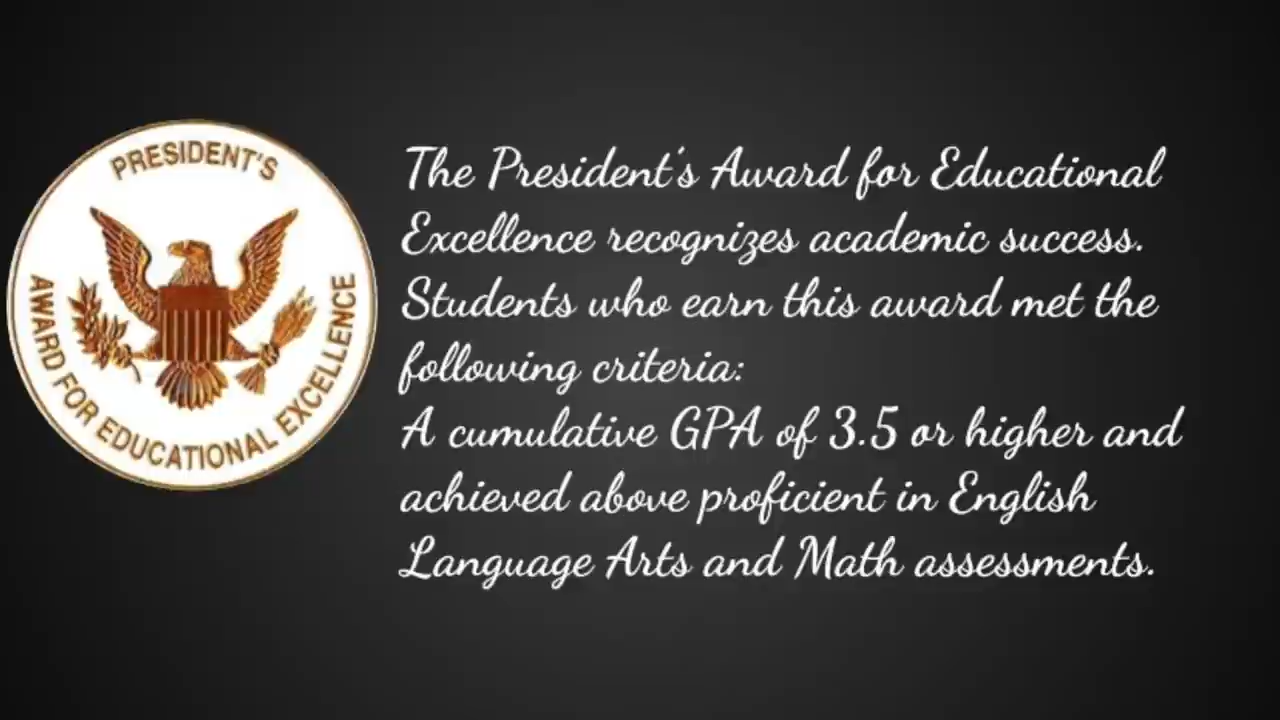 PRESIDENT'S
AWARD FOR EDUCATIONAL EXCELLENCE
The President's Award for Educational
Excellence recognizes academic success.
Students who earn this award met the
following criteria:
A cumulative GPA of 3.5 or higher and
achieved above proficient in English
Language Arts and Math assessments.